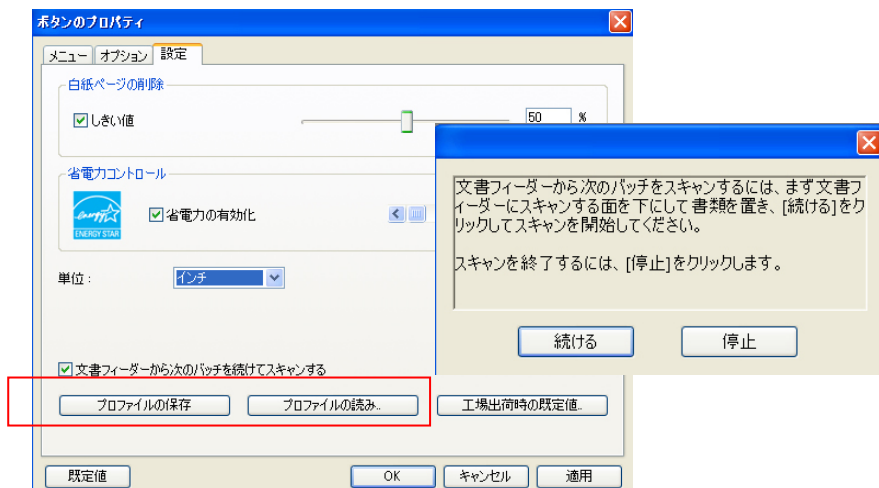 ボタンのプロパティ
メニュー オプション 設定
白紙ページの削除
しきい値
50 %
省電力コントロール
energy
ENERGY STAR
省電力の有効化
単位 :
インチ
文書フィーダーから次のバッチを続けてスキャンする
プロファイルの保存 プロファイルの読み.. 工場出荷時の既定値..
既定値 OK キャンセル 適用
文書フィーダーから次のバッチをスキャンするには、まず文書フ
ィーダーにスキャンする面を下にして書類を置き、[続ける]をク
リックしてスキャンを開始してください。
スキャンを終了するには、[停止]をクリックします。
続ける 停止